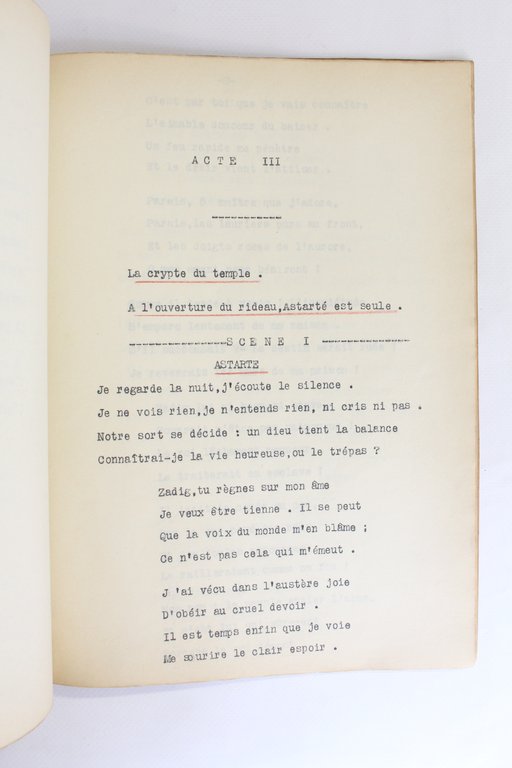 ACTE III
------------
La crypte du temple .
A l'ouverture du rideau,Astarté est seule .
--------------SCENE I -------------
ASTARTE
Je regarde la nuit,j'écoute le silence .
Je ne vois rien,je n'entends rien, ni cris ni pas .
Notre sort se décide : un dieu tient la balance
Connaîtrai-je la vie heureuse,ou le trépas ?
Zadig,tu règnes sur mon âme
Je veux être tienne . Il se peut
Que la voix du monde m'en blâme ;
Ce n'est pas cela qui m'émeut .
J 'ai vécu dans l'austère joie
D'obéir au cruel devoir .
Il est temps enfin que je voie
Me sourire le clair espoir .